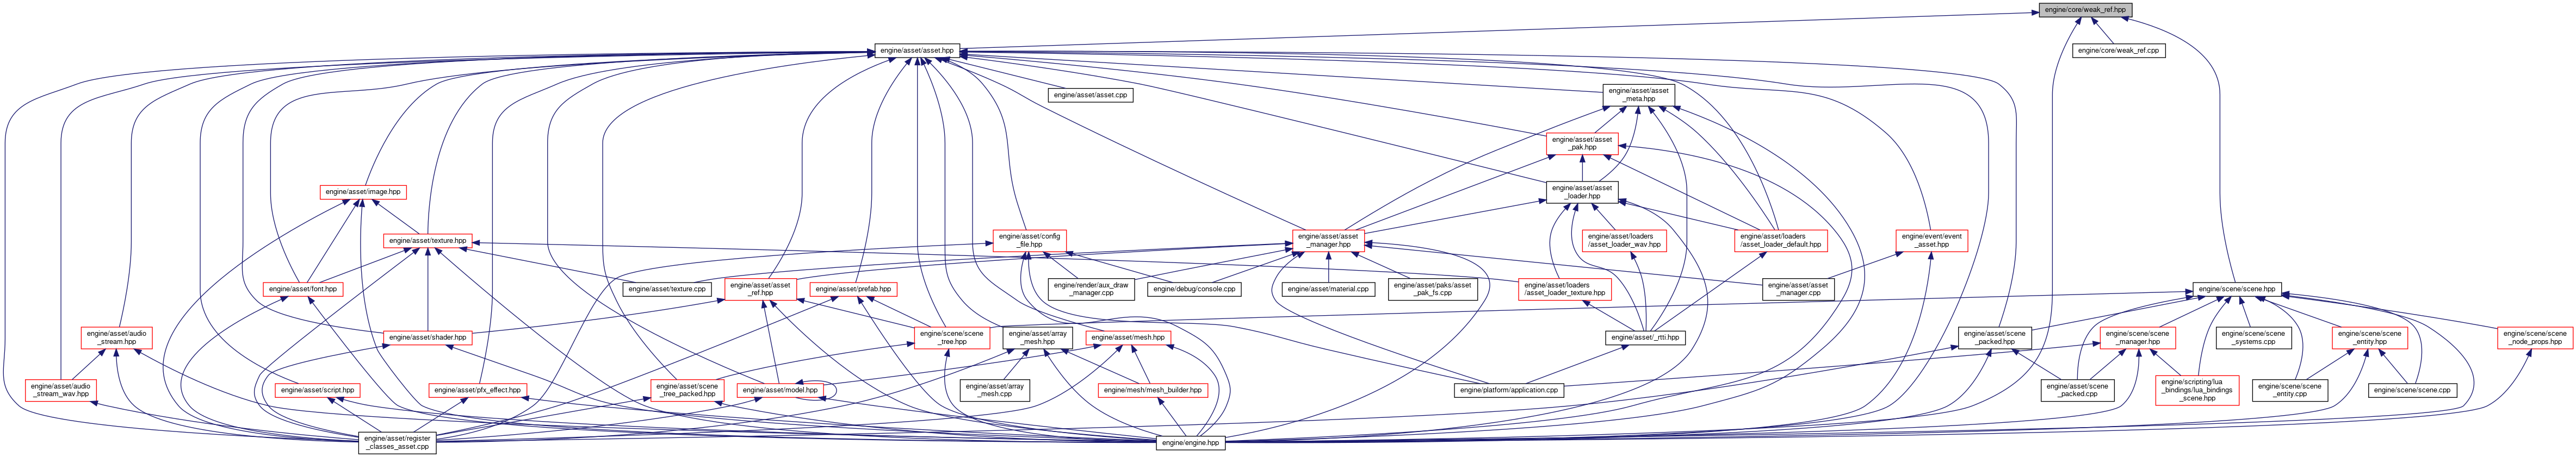 engine/core/weak_ref.hpp
engine/asset/asset.hpp
engine/core/weak_ref.cpp
engine/asset/asset.cpp
engine/asset/asset
_meta.hpp
engine/asset/asset
_pak.hpp
engine/asset/image.hpp
engine/asset/asset
_loader.hpp
engine/asset/texture.hpp
engine/asset/config
_file.hpp
engine/asset/asset
_manager.hpp
engine/asset/loaders
/asset_loader_wav.hpp
engine/asset/loaders
/asset_loader_default.hpp
engine/event/event
_asset.hpp
engine/asset/font.hpp
engine/asset/texture.cpp
engine/asset/asset
_ref.hpp
engine/asset/prefab.hpp
engine/render/aux_draw
_manager.cpp
engine/debug/console.cpp
engine/asset/material.cpp
engine/asset/paks/asset
_pak_fs.cpp
engine/asset/loaders
/asset_loader_texture.hpp
engine/asset/asset
_manager.cpp
engine/scene/scene.hpp
engine/asset/audio
_stream.hpp
engine/asset/shader.hpp
engine/scene/scene
_tree.hpp
engine/asset/array
_mesh.hpp
engine/asset/mesh.hpp
engine/asset/_rtti.hpp
engine/asset/scene
_packed.hpp
engine/scene/scene
_manager.hpp
engine/scene/scene
_systems.cpp
engine/scene/scene
_entity.hpp
engine/scene/scene
_node_props.hpp
engine/asset/audio
_stream_wav.hpp
engine/asset/script.hpp
engine/asset/pfx_effect.hpp
engine/asset/scene
_tree_packed.hpp
engine/asset/model.hpp
engine/asset/array
_mesh.cpp
engine/mesh/mesh_builder.hpp
engine/platform/application.cpp
engine/asset/scene
_packed.cpp
engine/scripting/lua
_bindings/lua_bindings
_scene.hpp
engine/scene/scene
_entity.cpp
engine/scene/scene.cpp
engine/asset/register
_classes_asset.cpp
engine/engine.hpp